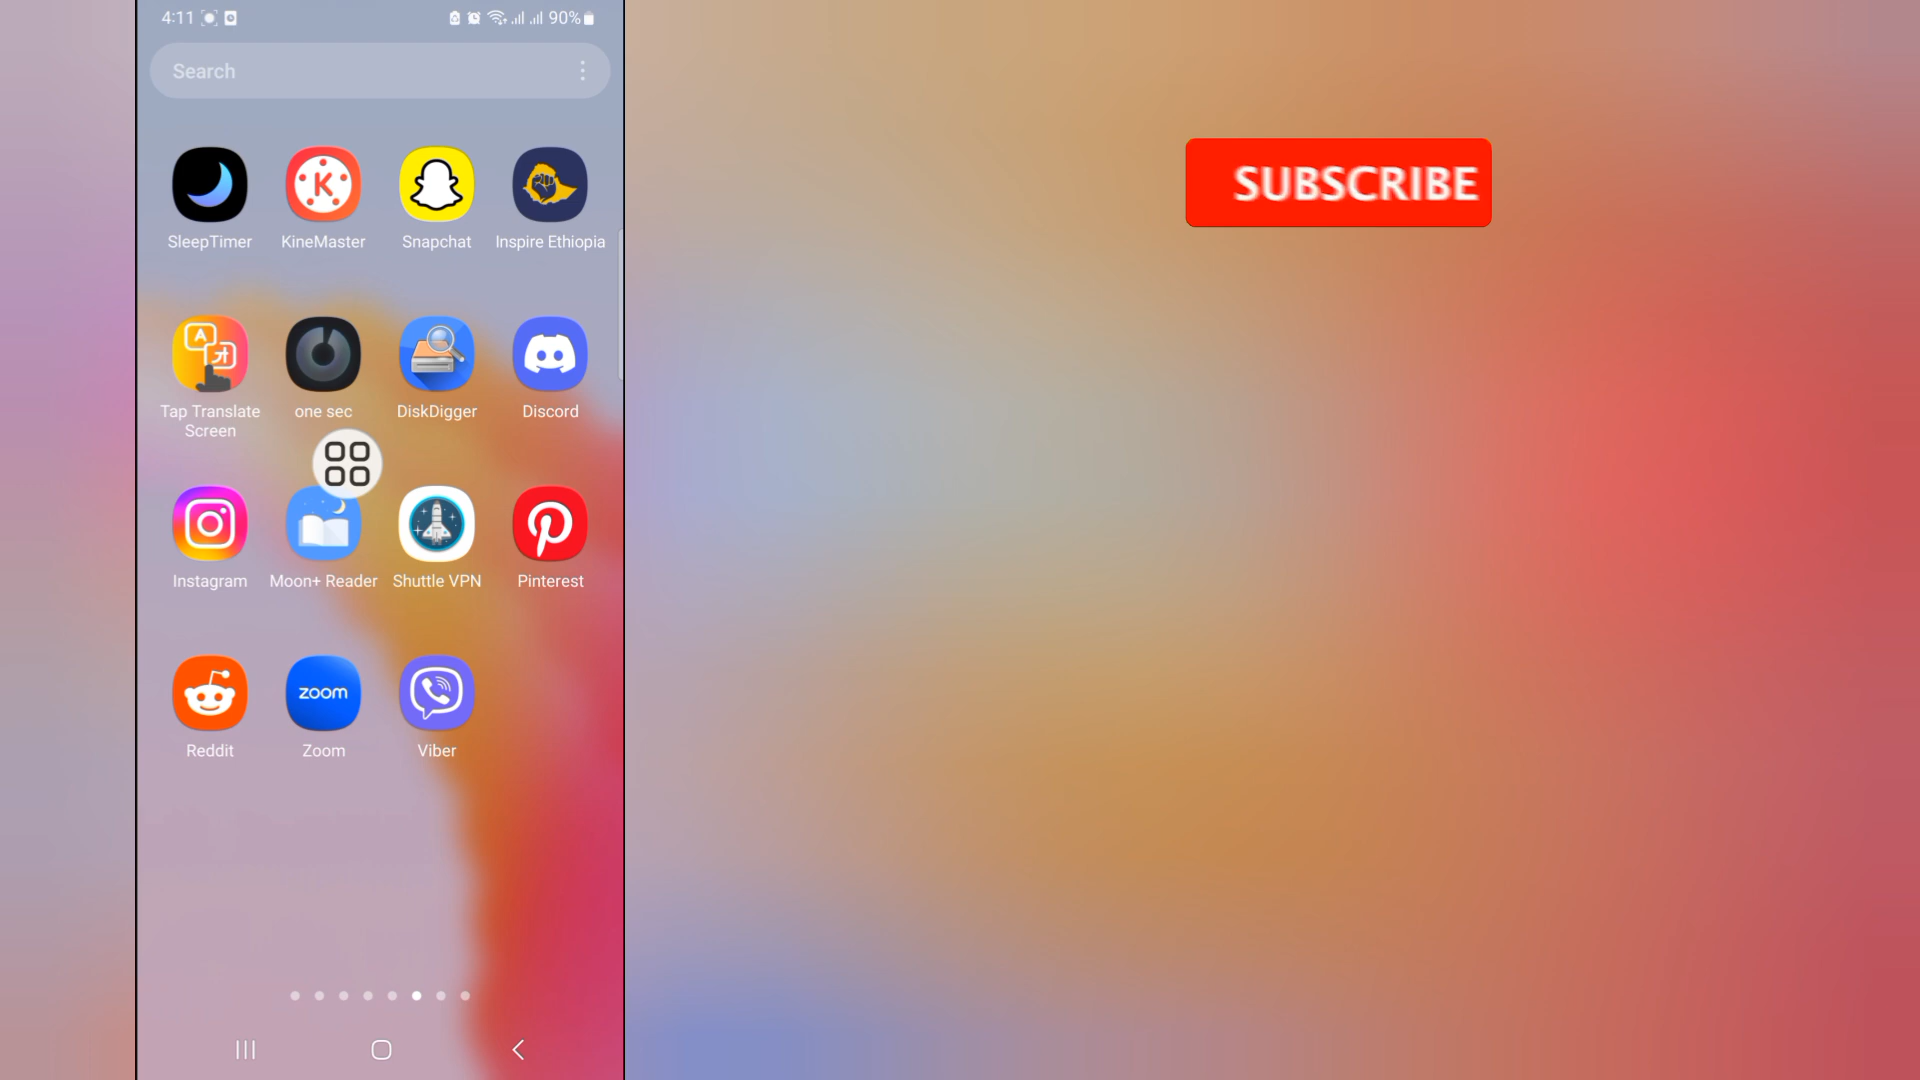 4:11
90%
Search
SleepTimer
KineMaster
Snapchat
Inspire Ethiopia
Tap Translate
Screen
one sec
DiskDigger
Discord
Instagram
Moon+ Reader
Shuttle VPN
Pinterest
zoom
Reddit
Zoom
Viber
SUBSCRIBE